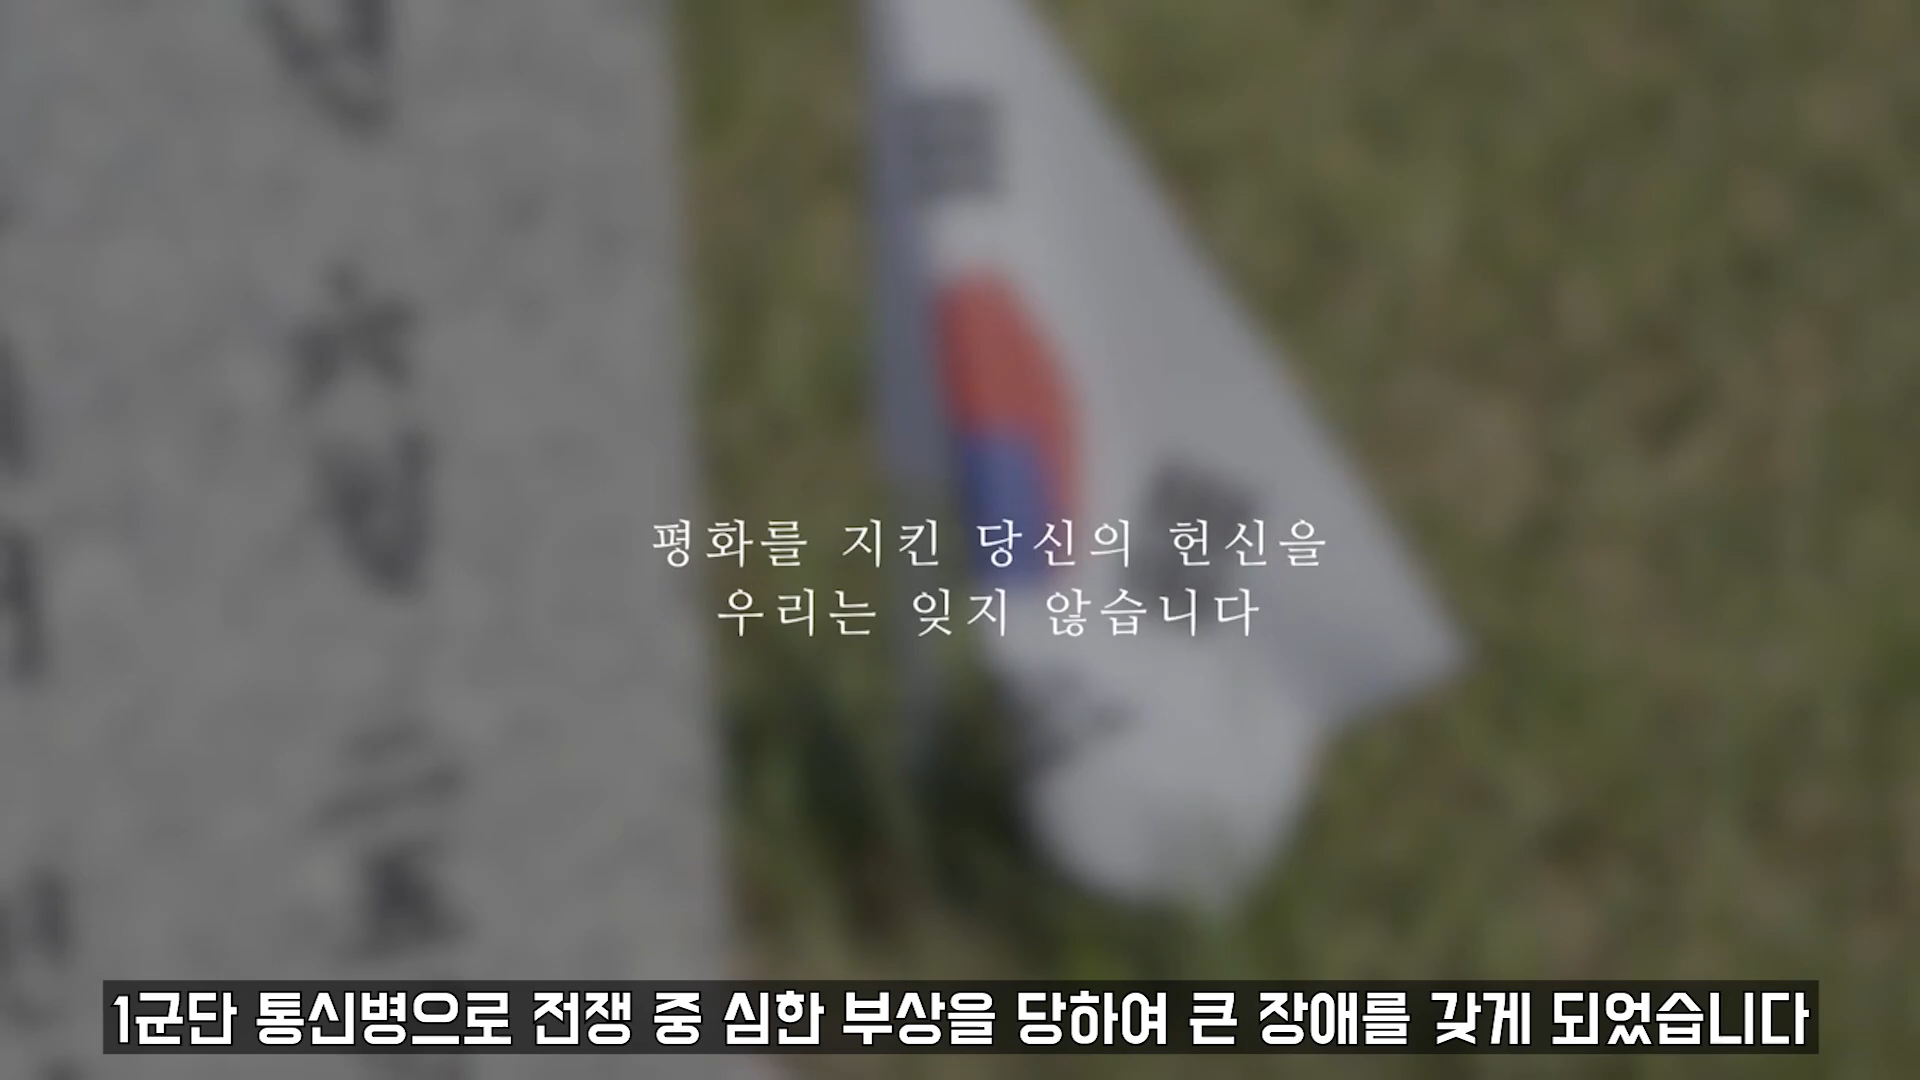 평화를 지킨 당신의 헌신을
우리는 잊지 않습니다
1군단 통신병으로 전쟁 중 심한 부상을 당하여 큰 장애를 갖게 되었습니다